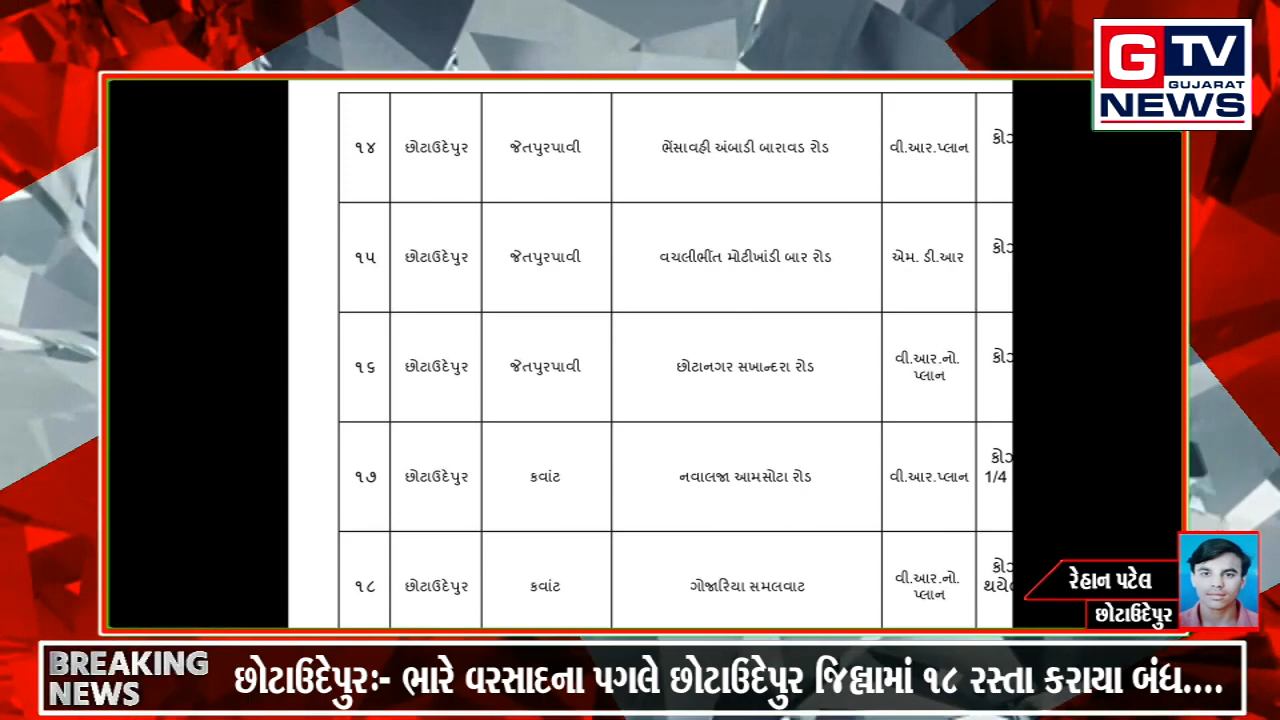 G TV
GUJARAT
NEWS
૧૪ છોટાઉદેપુર જેતપુરપાવી ભેંસાવહી અંબાડી બારાવડ રોડ વી.આર.પ્લાન
૧૫ છોટાઉદેપુર જેતપુરપાવી વચલીભીંત મોટીખાંડી બાર રોડ એમ. ડી.આર
૧૬ છોટાઉદેપુર જેતપુરપાવી છોટાનગર સખાન્દરા રોડ વી.આર.નો.
પ્લાન
૧૭ છોટાઉદેપુર કવાંટ નવાલજા આમસોટા રોડ વી.આર.પ્લાન 1/4
૧૮ છોટાઉદેપુર કવાંટ ગોજારિયા સમલવાટ વી.આર.નો.
પ્લાન
રેહાન પટેલ
છોટાઉદેપુર
BREAKING
NEWS
છોટાઉદેપુરઃ- ભારે વરસાદના પગલે છોટાઉદેપુર જિલ્લામાં ૧૮ રસ્તા કરાયા બંધ....